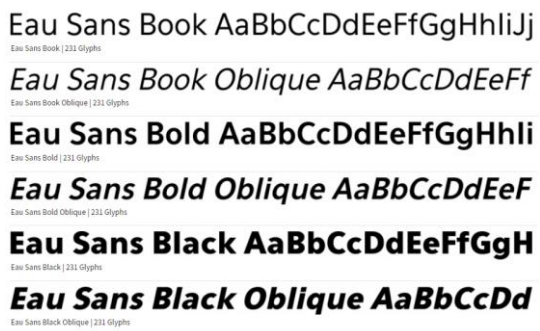 Eau Sans Book AaBbCcDdEeFfGgHhIiJj
Eau Sans Book | 231 Glyphs
Eau Sans Book Oblique AaBbCcDdEeFf
Eau Sans Book Oblique | 231 Glyphs
Eau Sans Bold AaBbCcDdEeFfGgHhIi
Eau Sans Bold | 231 Glyphs
Eau Sans Bold Oblique AaBbCcDdEeF
Eau Sans Bold Oblique | 231 Glyphs
Eau Sans Black AaBbCcDdEeFfGgH
Eau Sans Black | 231 Glyphs
Eau Sans Black Oblique AaBbCcDd
Eau Sans Black Oblique | 231 Glyphs